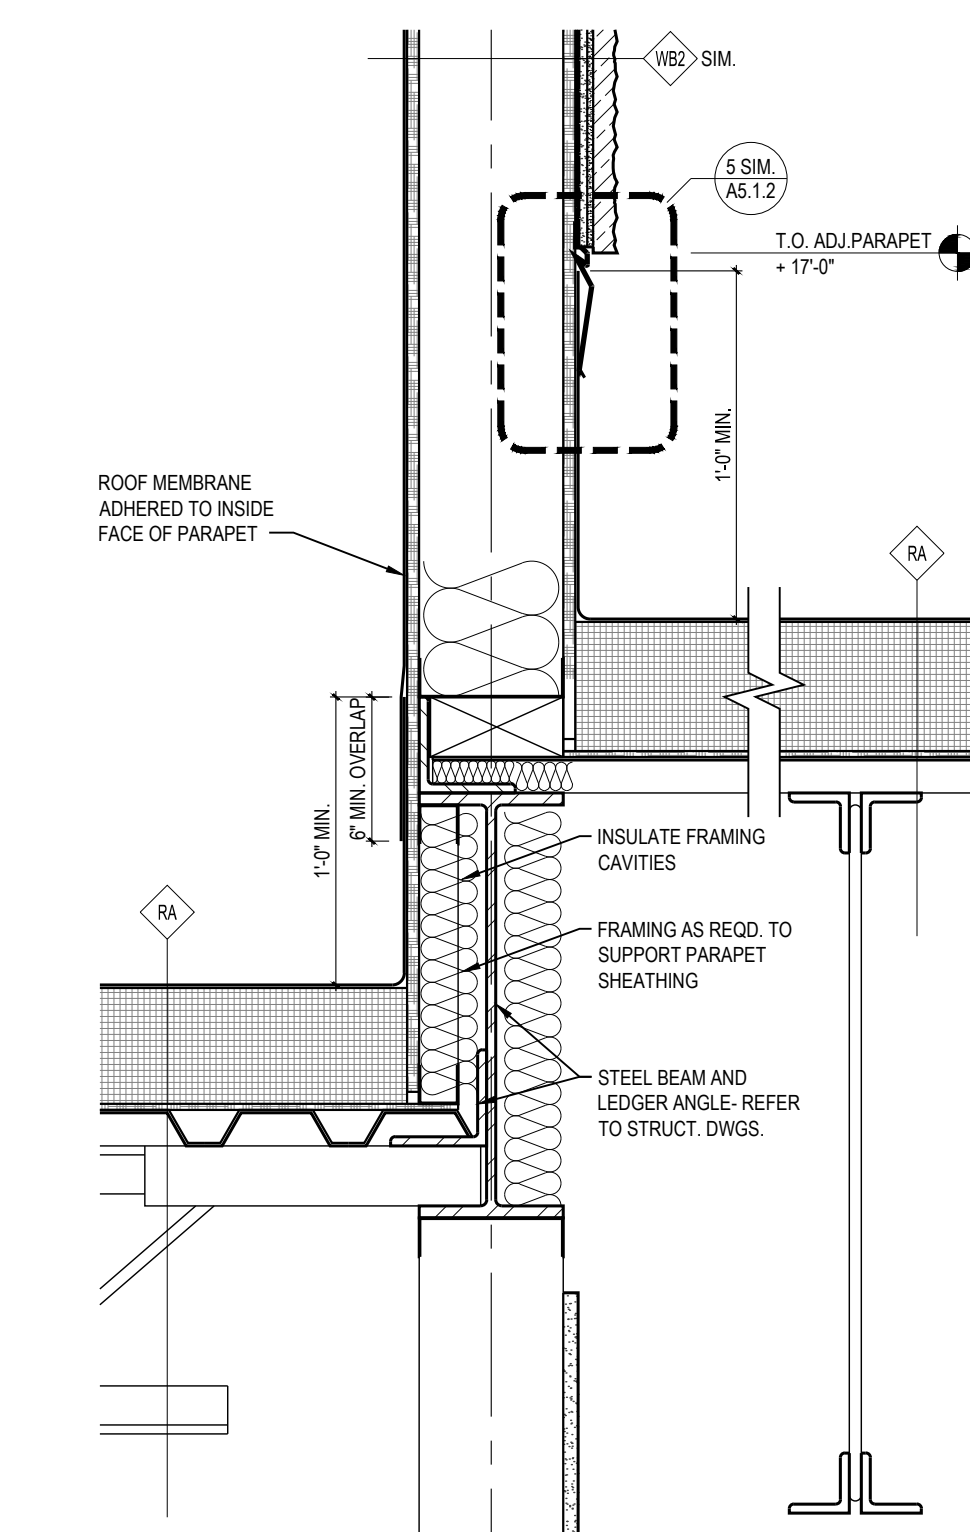 WB2 SIM.
5 SIM.
A5.1.2
T.O. ADJ.PARAPET
+ 17'-0"
1'-0" MIN.
ROOF MEMBRANE
ADHERED TO INSIDE
FACE OF PARAPET
RA
6" MIN. OVERLAP
1'-0" MIN.
INSULATE FRAMING
CAVITIES
RA
FRAMING AS REQD. TO
SUPPORT PARAPET
SHEATHING
STEEL BEAM AND
LEDGER ANGLE- REFER
TO STRUCT. DWGS.